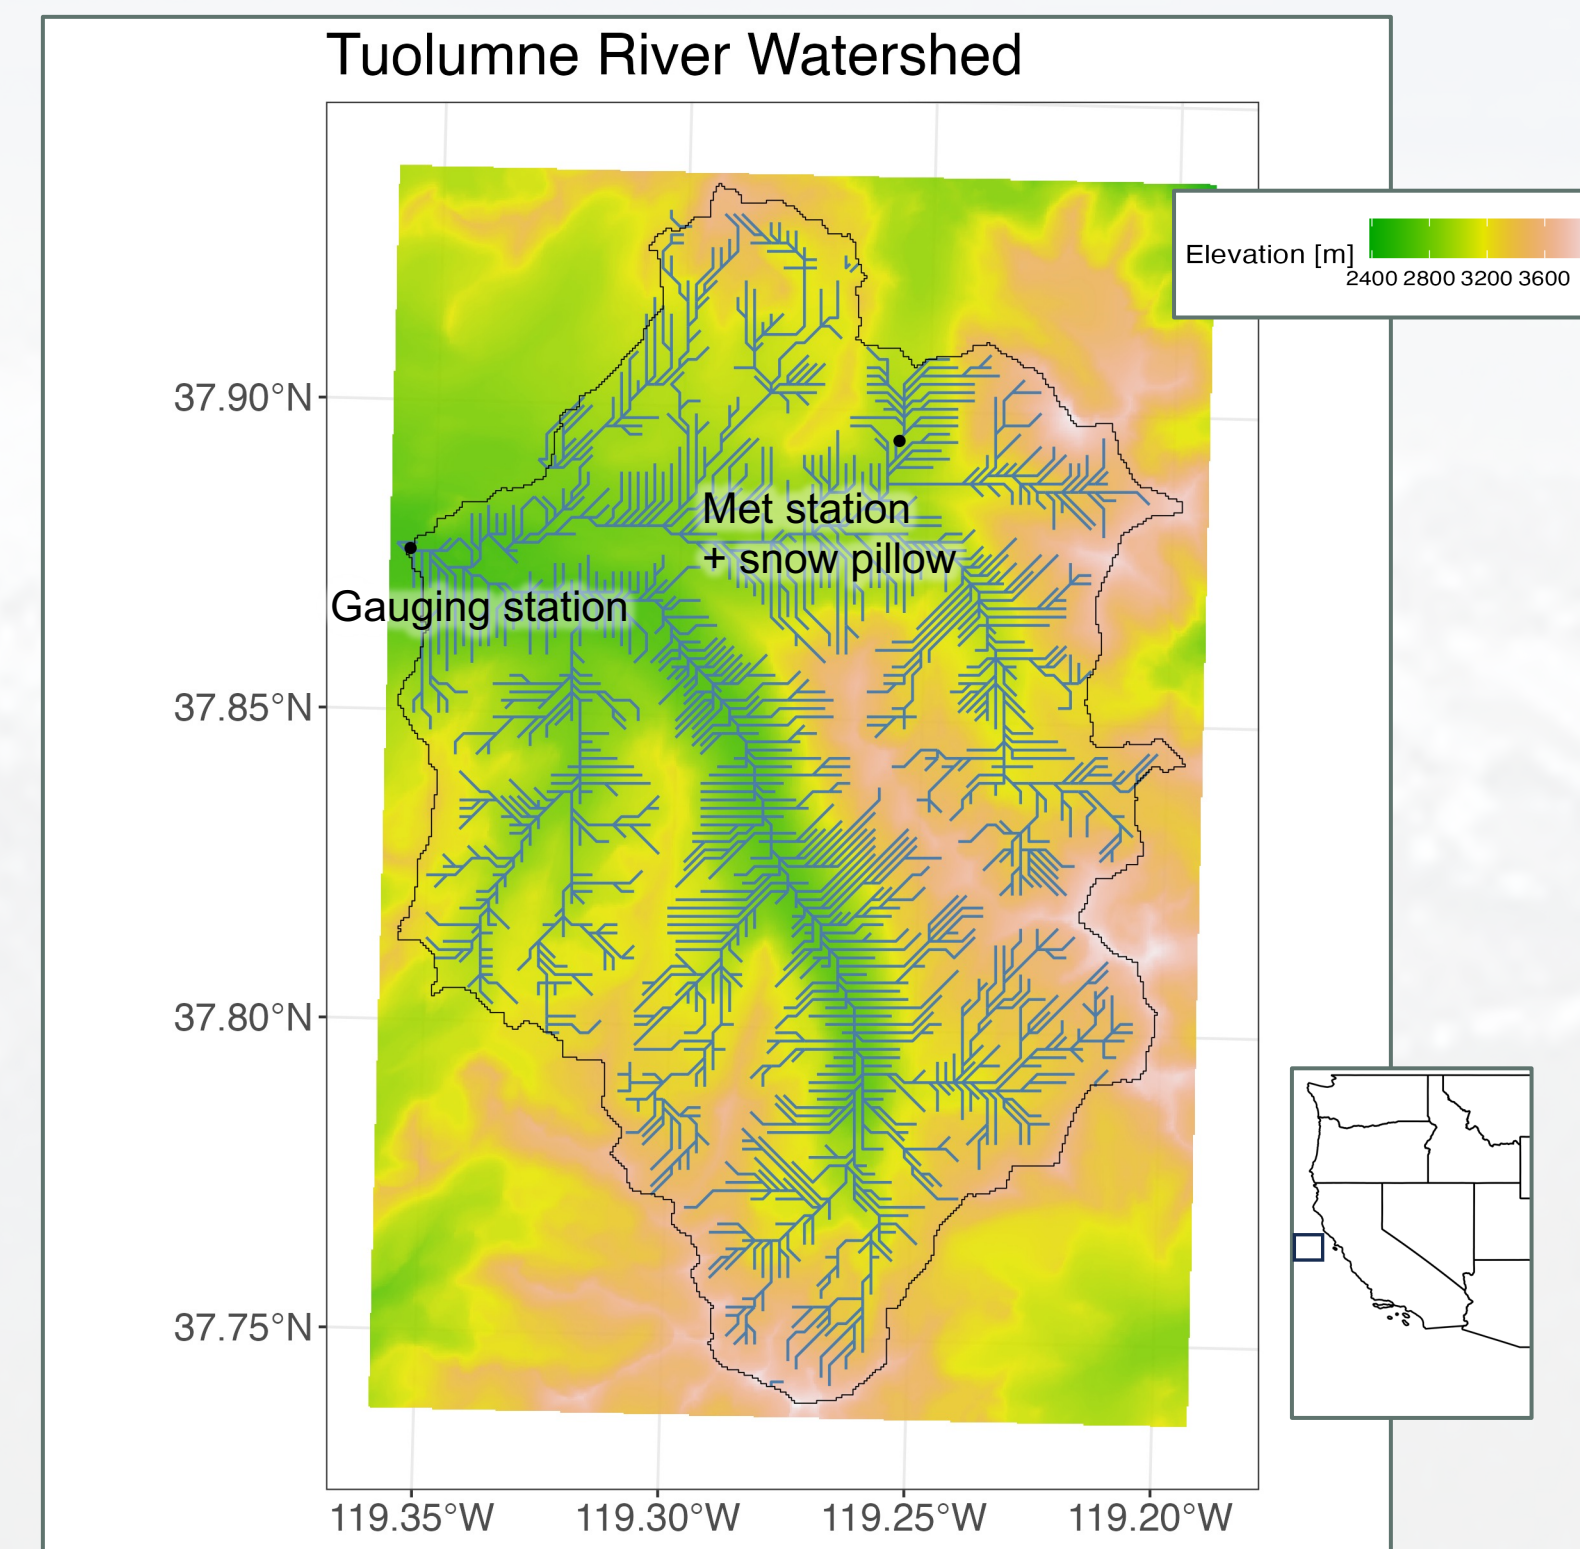 Tuolumne River Watershed
Elevation [m]
2400 2800 3200 3600
37.90°N
Met station
+ snow pillow
Gauging station
37.85°N
37.80°N
37.75°N
119.35°W 119.30°W 119.25°W 119.20°W